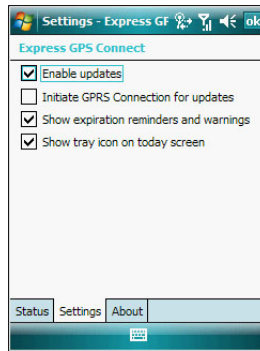 Settings - Express GF
ok
Express GPS Connect
Enable updates
Initiate GPRS Connection for updates
Show expiration reminders and warnings
Show tray icon on today screen
Status Settings About